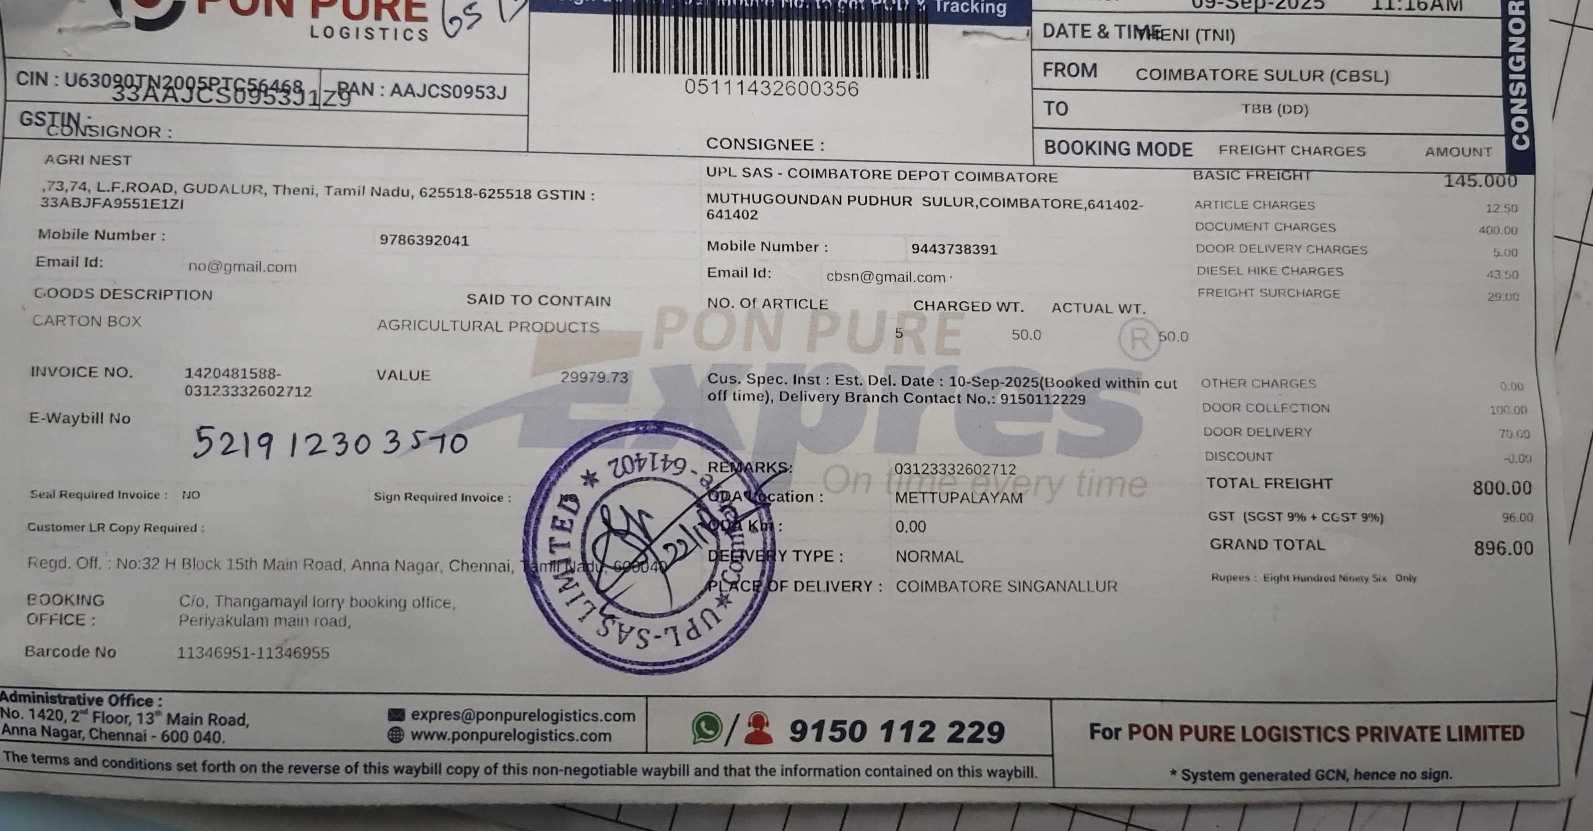 PON PURE
LOGISTICS
Tracking
09-Sep-2025 11:16AM
DATE & TIME THENI (TNI)
FROM COIMBATORE SULUR (CBSL)
TO TBB (DD)
BOOKING MODE FREIGHT CHARGES AMOUNT
CONSIGNOR
05111432600356
CIN : U63090TN2005PTC56468 PAN : AAJCS0953J
33AAJCS0953J1Z9
GSTIN :
CONSIGNOR :
AGRI NEST
,73,74, L.F.ROAD, GUDALUR, Theni, Tamil Nadu, 625518-625518 GSTIN :
33ABJFA9551E1ZI
Mobile Number : 9786392041
Email Id: no@gmail.com
CONSIGNEE :
UPL SAS - COIMBATORE DEPOT COIMBATORE
MUTHUGOUNDAN PUDHUR SULUR,COIMBATORE,641402-
641402
Mobile Number : 9443738391
Email Id: cbsn@gmail.com
BASIC FREIGHT 145.000
ARTICLE CHARGES 12.50
DOCUMENT CHARGES 400.00
DOOR DELIVERY CHARGES 5.00
DIESEL HIKE CHARGES 43.50
FREIGHT SURCHARGE 29.00
GOODS DESCRIPTION SAID TO CONTAIN NO. Of ARTICLE CHARGED WT. ACTUAL WT.
CARTON BOX AGRICULTURAL PRODUCTS 5 50.0 50.0
PON PURE
Expres ®
On time every time
INVOICE NO. 1420481588-
03123332602712
VALUE 29979.73
Cus. Spec. Inst : Est. Del. Date : 10-Sep-2025(Booked within cut
off time), Delivery Branch Contact No.: 9150112229
OTHER CHARGES 0.00
DOOR COLLECTION 100.00
DOOR DELIVERY 70.00
DISCOUNT -0.00
TOTAL FREIGHT 800.00
GST (SGST 9% + CGST 9%) 96.00
GRAND TOTAL 896.00
Rupees : Eight Hundred Ninety Six Only
E-Waybill No
521912303570
REMARKS: 03123332602712
ODA Location : METTUPALAYAM
ODA Km : 0.00
DELIVERY TYPE : NORMAL
PLACE OF DELIVERY : COIMBATORE SINGANALLUR
Seal Required Invoice : NO Sign Required Invoice :
Customer LR Copy Required :
Regd. Off. : No:32 H Block 15th Main Road, Anna Nagar, Chennai, Tamil Nadu, 600040
UPL-SAS LIMITED
641402
BOOKING
OFFICE :
C/o, Thangamayil lorry booking office,
Periyakulam main road,
Barcode No 11346951-11346955
Administrative Office :
No. 1420, 2nd Floor, 13th Main Road,
Anna Nagar, Chennai - 600 040.
expres@ponpurelogistics.com
www.ponpurelogistics.com
/ 9150 112 229
For PON PURE LOGISTICS PRIVATE LIMITED
* System generated GCN, hence no sign.
The terms and conditions set forth on the reverse of this waybill copy of this non-negotiable waybill and that the information contained on this waybill.